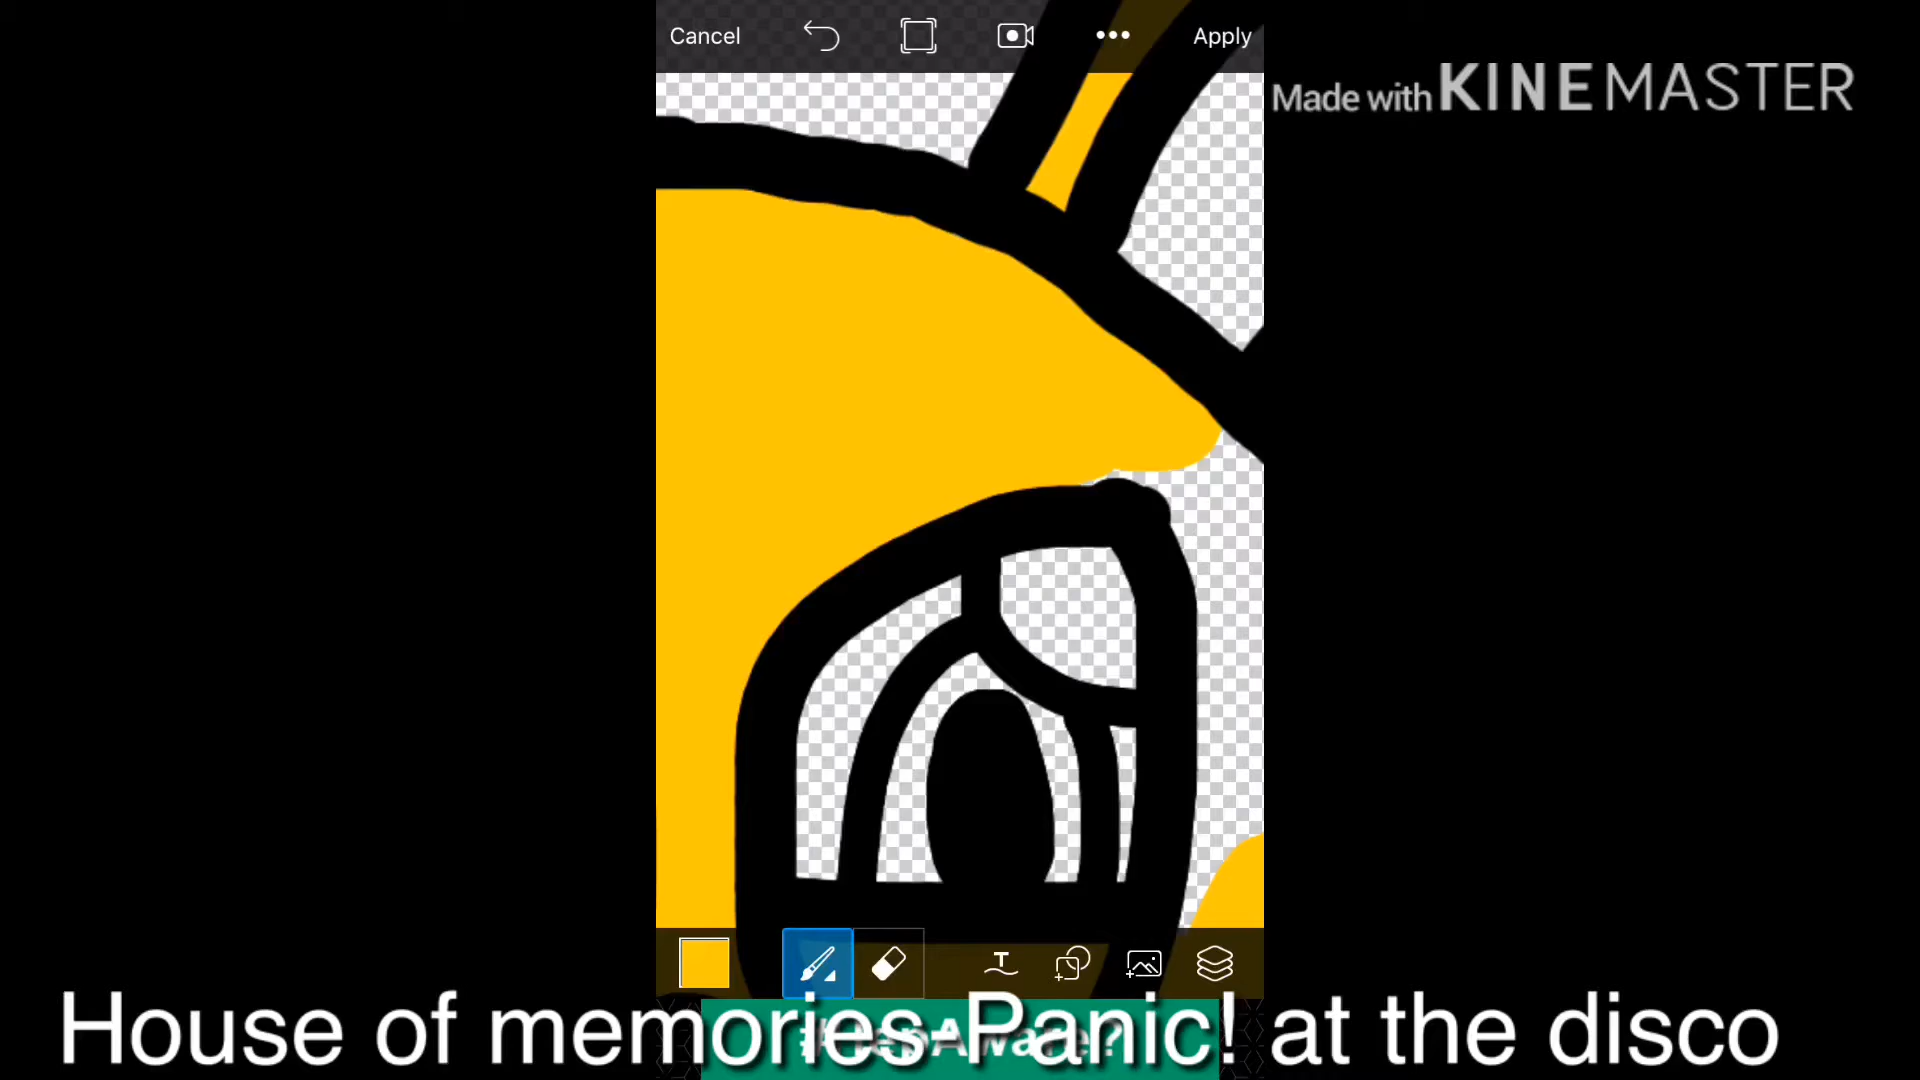 Cancel
Apply
Made with KINEMASTER
T
House of memories Panic! at the disco